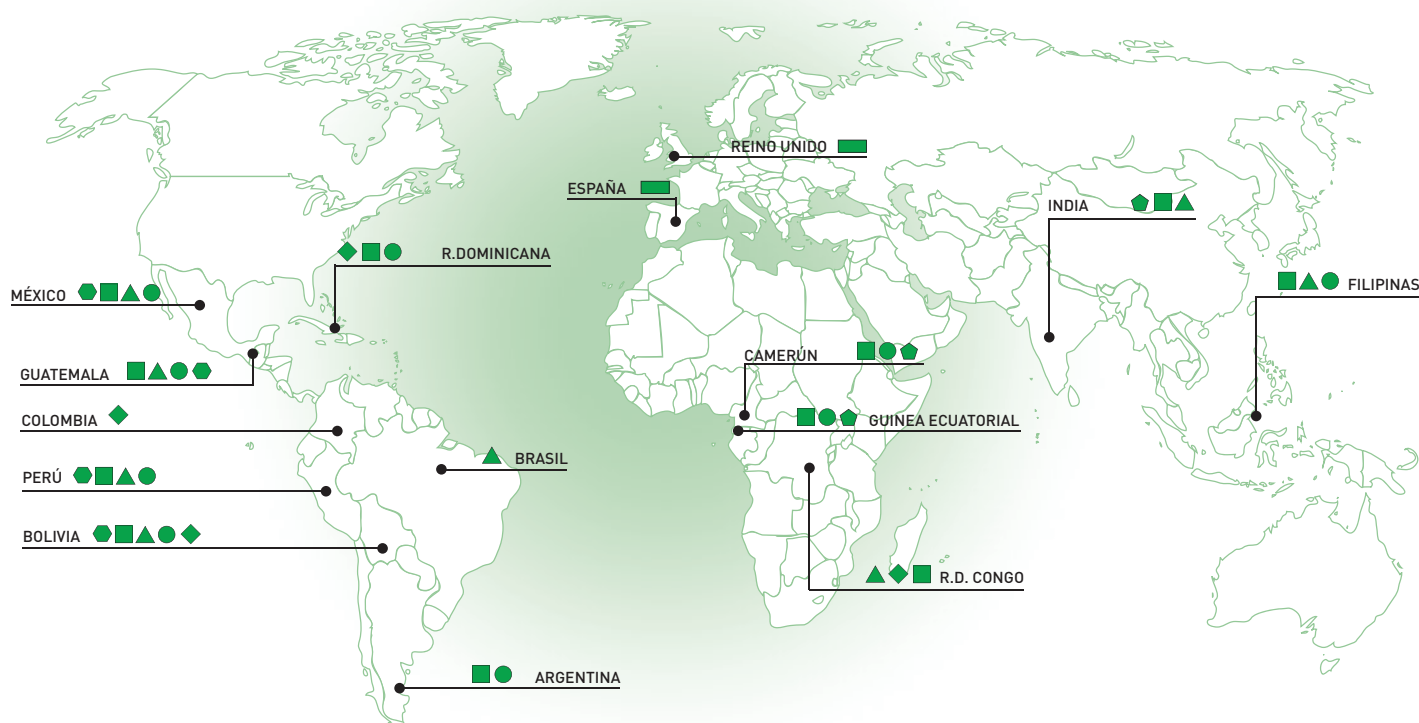 REINO UNIDO
ESPAÑA
INDIA
R.DOMINICANA
MÉXICO
FILIPINAS
CAMERÚN
GUATEMALA
COLOMBIA
GUINEA ECUATORIAL
BRASIL
PERÚ
BOLIVIA
R.D. CONGO
ARGENTINA